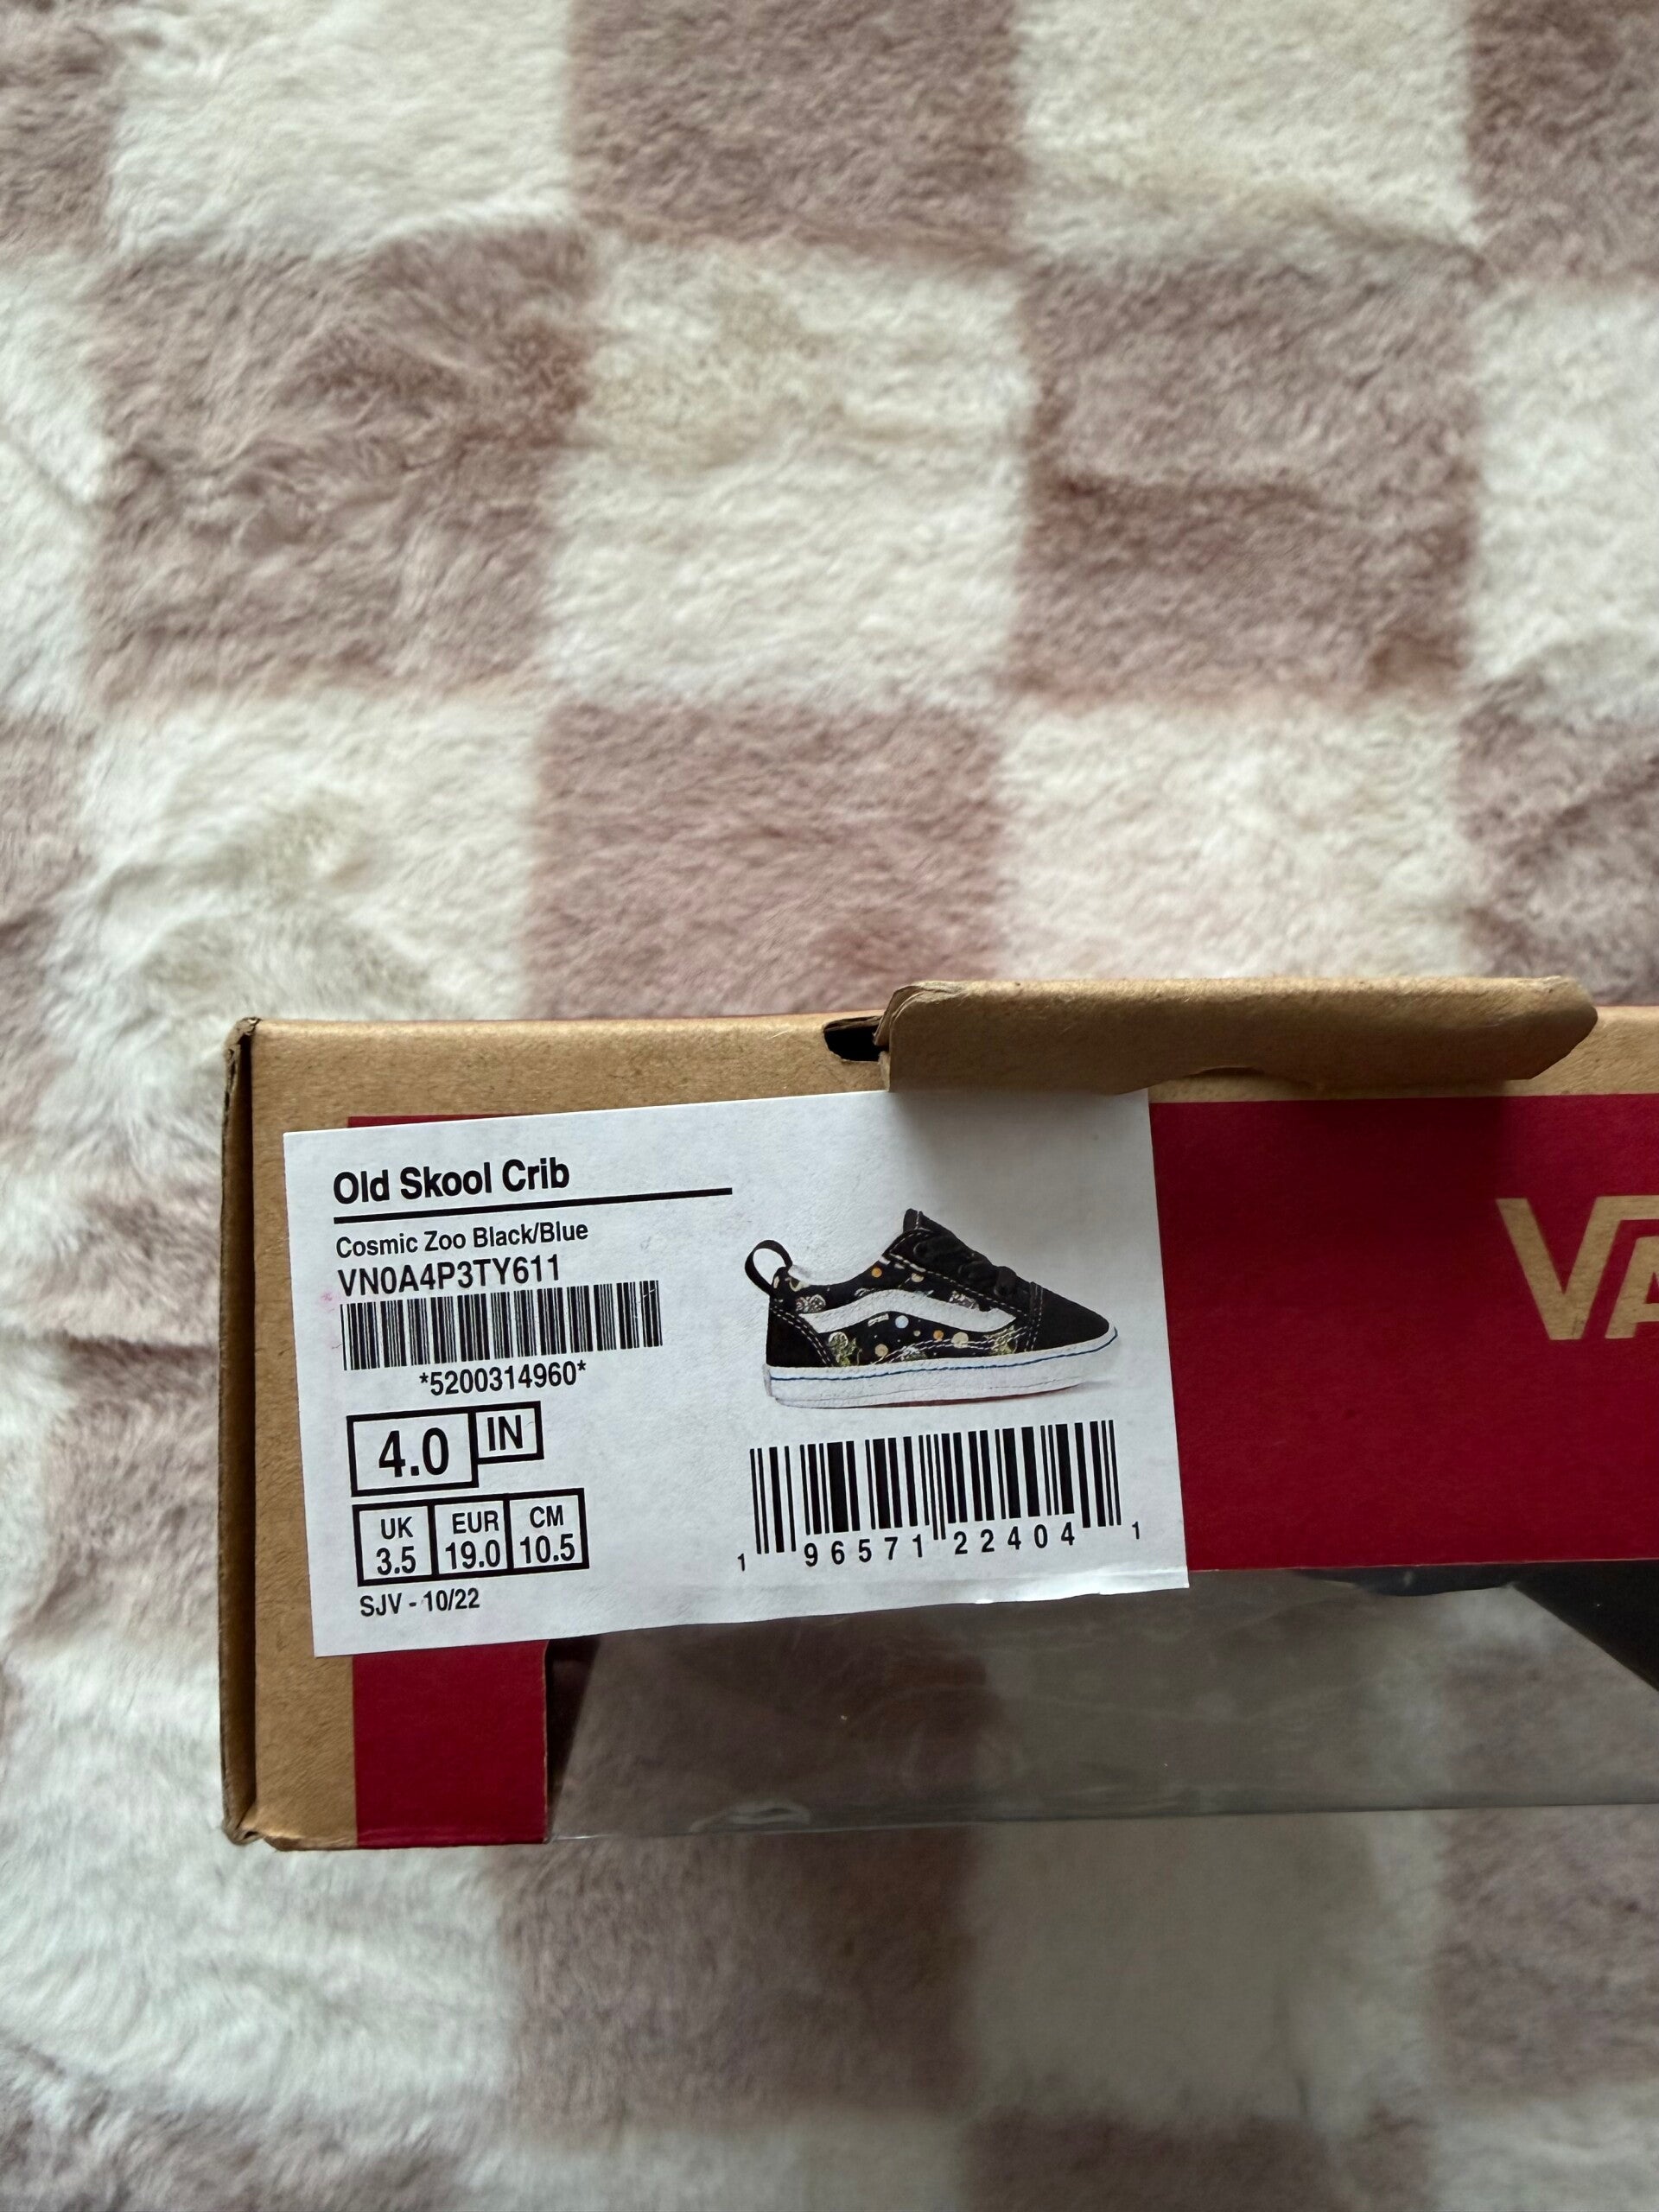 Old Skool Crib
Cosmic Zoo Black/Blue
VN0A4P3TY611
*5200314960*
4.0 IN
UK EUR CM
3.5 19.0 10.5
SJV - 10/22
1 96571 22404 1
VA